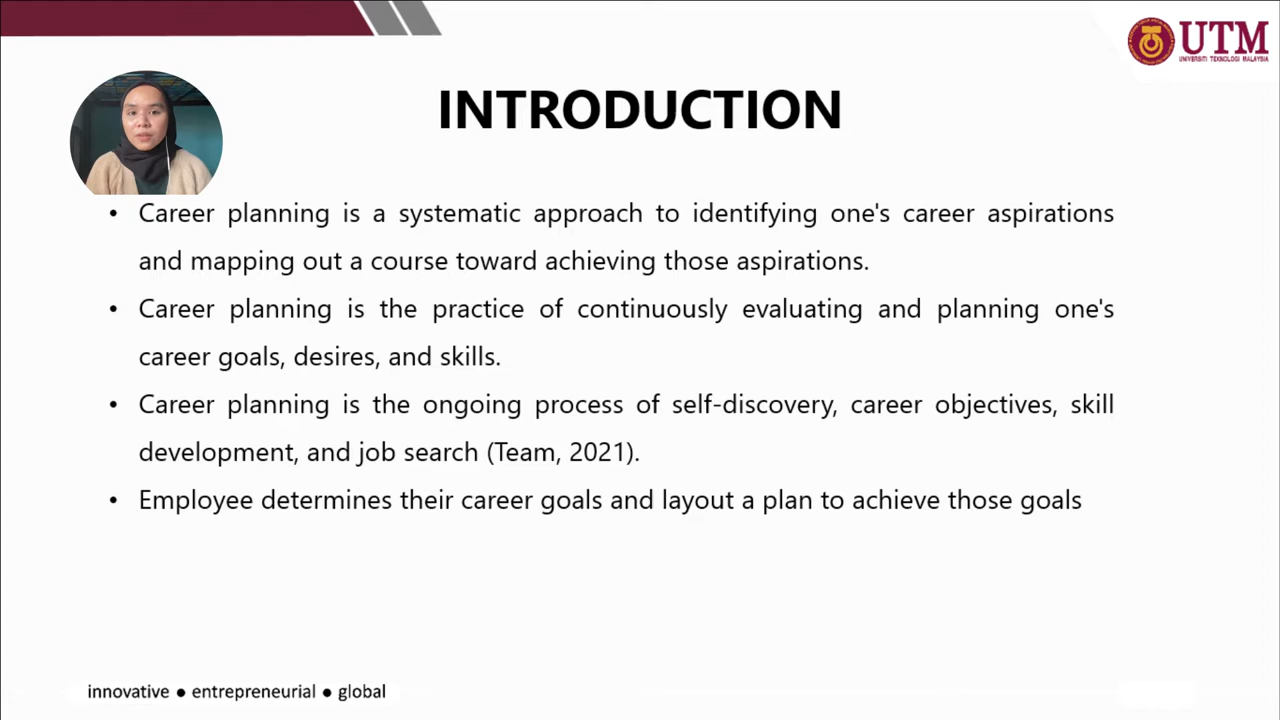 UTM
UNIVERSITI TEKNOLOGI MALAYSIA
INTRODUCTION
• Career planning is a systematic approach to identifying one's career aspirations
and mapping out a course toward achieving those aspirations.
• Career planning is the practice of continuously evaluating and planning one's
career goals, desires, and skills.
• Career planning is the ongoing process of self-discovery, career objectives, skill
development, and job search (Team, 2021).
• Employee determines their career goals and layout a plan to achieve those goals
innovative ● entrepreneurial ● global